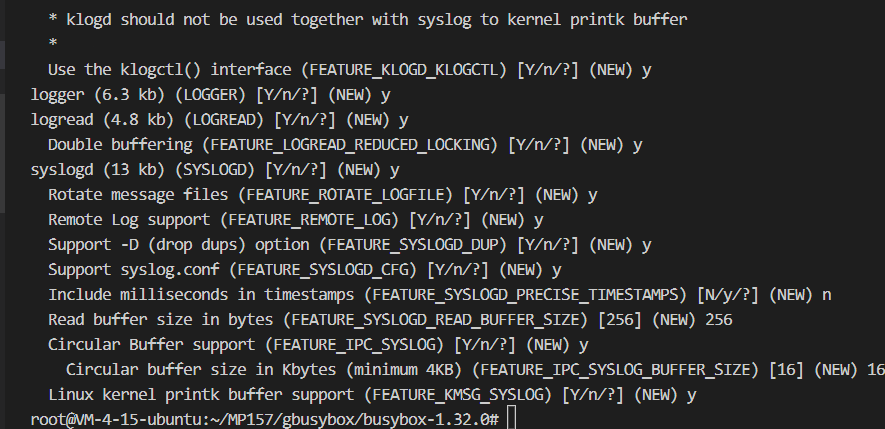 * klogd should not be used together with syslog to kernel printk buffer
*
Use the klogctl() interface (FEATURE_KLOGD_KLOGCTL) [Y/n/?] (NEW) y
logger (6.3 kb) (LOGGER) [Y/n/?] (NEW) y
logread (4.8 kb) (LOGREAD) [Y/n/?] (NEW) y
Double buffering (FEATURE_LOGREAD_REDUCED_LOCKING) [Y/n/?] (NEW) y
syslogd (13 kb) (SYSLOGD) [Y/n/?] (NEW) y
Rotate message files (FEATURE_ROTATE_LOGFILE) [Y/n/?] (NEW) y
Remote Log support (FEATURE_REMOTE_LOG) [Y/n/?] (NEW) y
Support -D (drop dups) option (FEATURE_SYSLOGD_DUP) [Y/n/?] (NEW) y
Support syslog.conf (FEATURE_SYSLOGD_CFG) [Y/n/?] (NEW) y
Include milliseconds in timestamps (FEATURE_SYSLOGD_PRECISE_TIMESTAMPS) [N/y/?] (NEW) n
Read buffer size in bytes (FEATURE_SYSLOGD_READ_BUFFER_SIZE) [256] (NEW) 256
Circular Buffer support (FEATURE_IPC_SYSLOG) [Y/n/?] (NEW) y
Circular buffer size in Kbytes (minimum 4KB) (FEATURE_IPC_SYSLOG_BUFFER_SIZE) [16] (NEW) 16
Linux kernel printk buffer support (FEATURE_KMSG_SYSLOG) [Y/n/?] (NEW) y
root@VM-4-15-ubuntu:~/MP157/gbusybox/busybox-1.32.0#